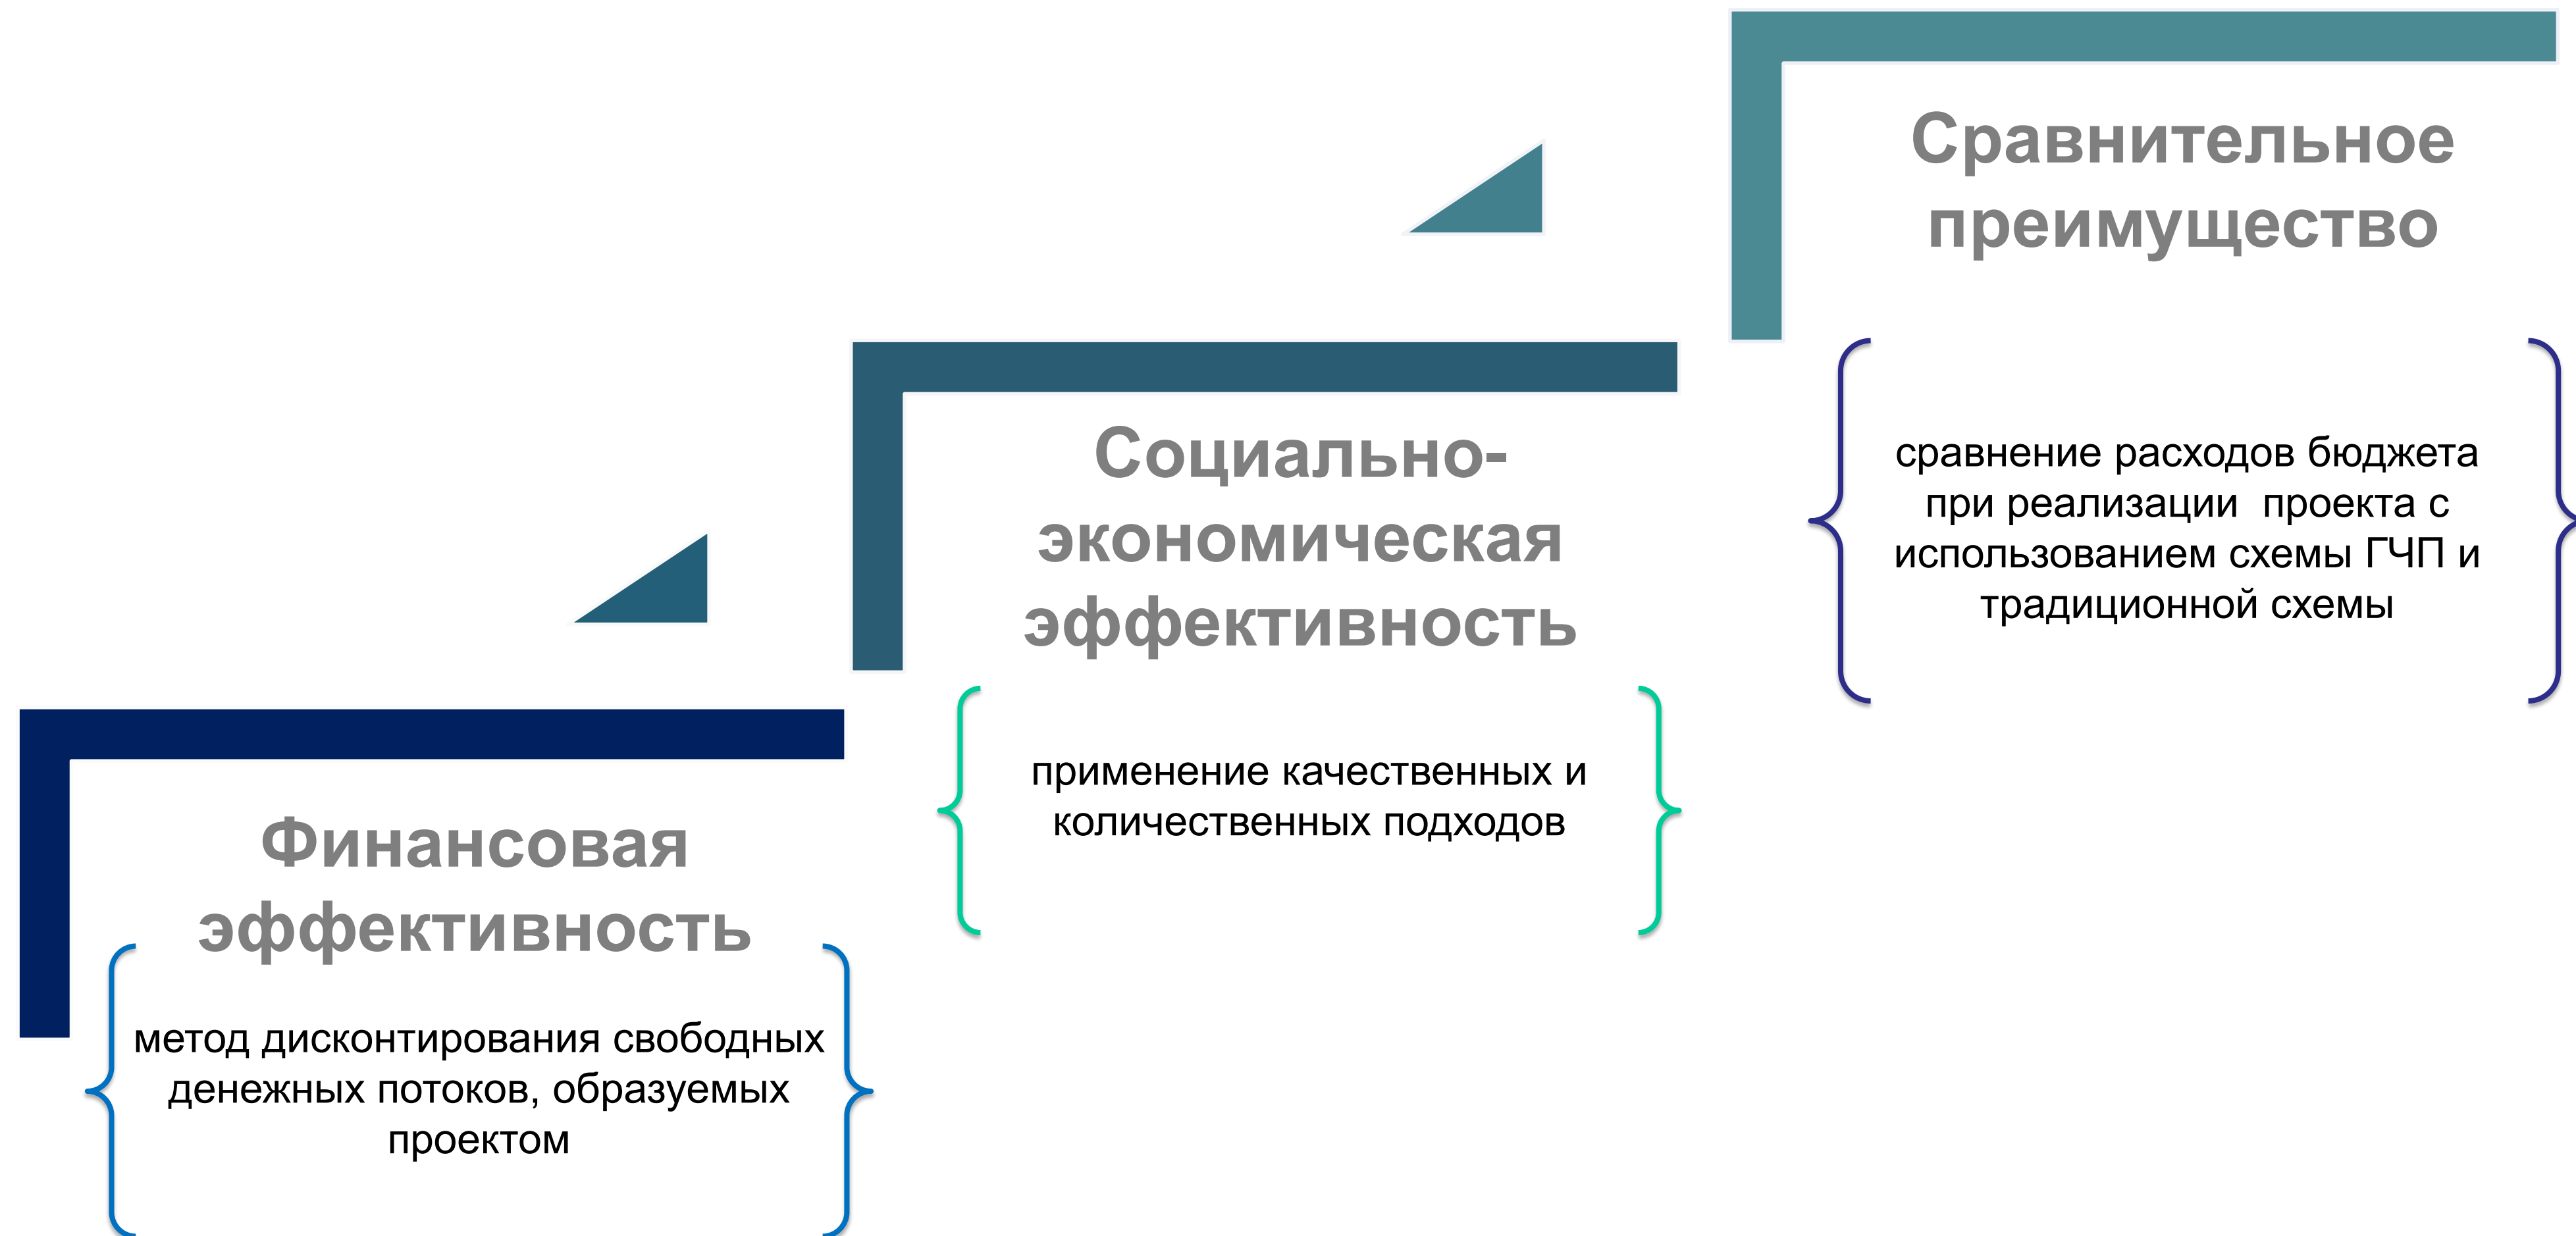 Сравнительное
преимущество
сравнение расходов бюджета
при реализации  проекта с
использованием схемы ГЧП и
традиционной схемы
Социально-
экономическая
эффективность
применение качественных и
количественных подходов
Финансовая
эффективность
метод дисконтирования свободных
денежных потоков, образуемых
проектом